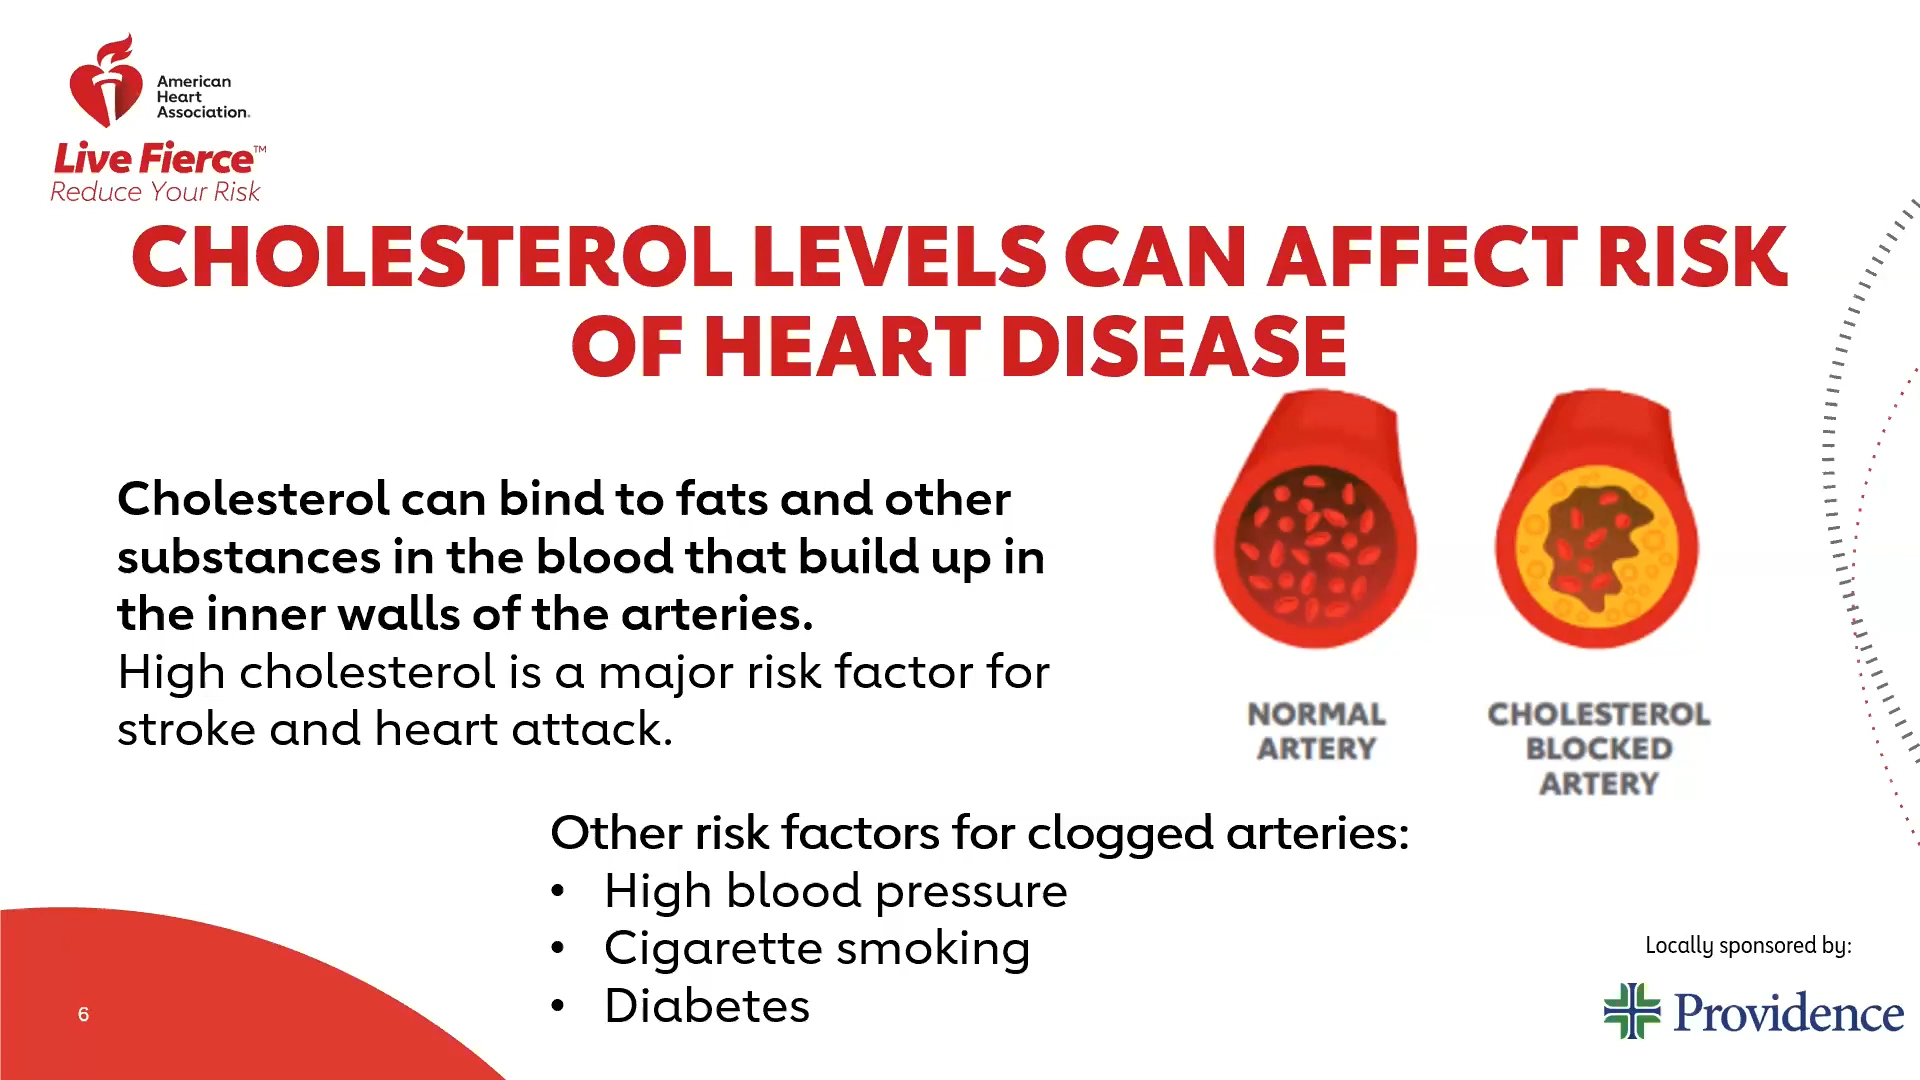 American
Heart
Association.
Live Fierce™
Reduce Your Risk
CHOLESTEROL LEVELS CAN AFFECT RISK
OF HEART DISEASE
Cholesterol can bind to fats and other
substances in the blood that build up in
the inner walls of the arteries.
High cholesterol is a major risk factor for
stroke and heart attack.
NORMAL
ARTERY
CHOLESTEROL
BLOCKED
ARTERY
Other risk factors for clogged arteries:
• High blood pressure
• Cigarette smoking
• Diabetes
Locally sponsored by:
Providence
6